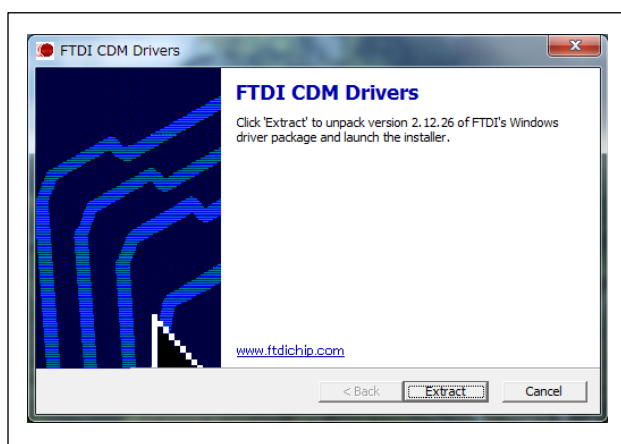 FTDI CDM Drivers
FTDI CDM Drivers
Click 'Extract' to unpack version 2.12.26 of FTDI's Windows
driver package and launch the installer.
www.ftdichip.com
< Back Extract Cancel